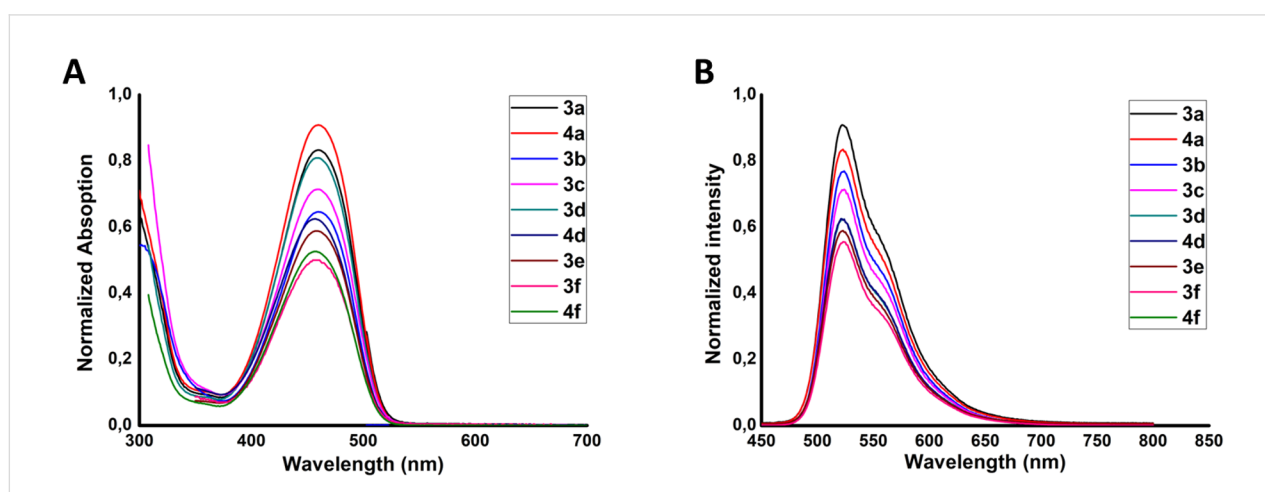 A
Normalized Absoption
1,0
0,8
0,6
0,4
0,2
0,0
300
400
500
600
700
Wavelength (nm)
3a
4a
3b
3c
3d
4d
3e
3f
4f
B
Normalized intensity
1,0
0,8
0,6
0,4
0,2
0,0
450
500
550
600
650
700
750
800
850
Wavelength (nm)
3a
4a
3b
3c
3d
4d
3e
3f
4f